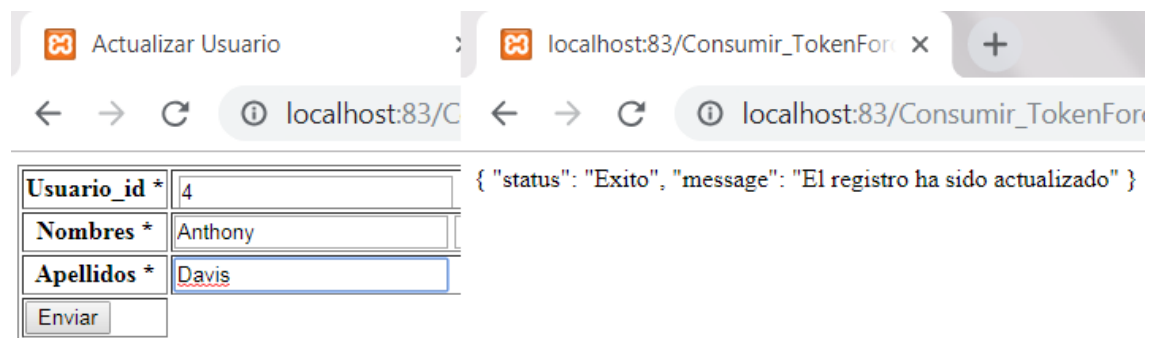 Actualizar Usuario
localhost:83/C
Usuario_id * 4
Nombres * Anthony
Apellidos * Davis
Enviar
localhost:83/Consumir_TokenFor
localhost:83/Consumir_TokenFor
{ "status": "Exito", "message": "El registro ha sido actualizado" }